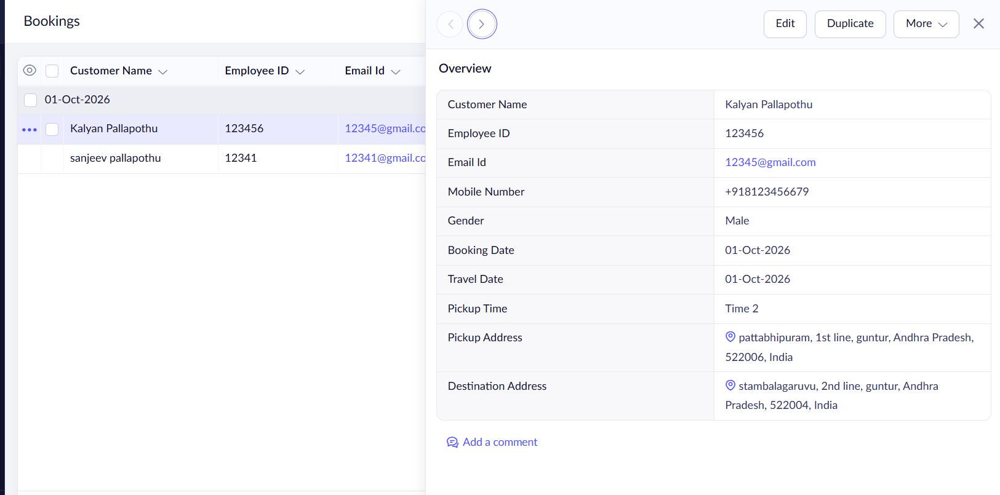 Bookings
Edit
Duplicate
More
Customer Name
Employee ID
Email Id
01-Oct-2026
Kalyan Pallapothu
123456
12345@gmail.co
sanjeev pallapothu
12341
12341@gmail.co
Overview
Customer Name
Kalyan Pallapothu
Employee ID
123456
Email Id
12345@gmail.com
Mobile Number
+918123456679
Gender
Male
Booking Date
01-Oct-2026
Travel Date
01-Oct-2026
Pickup Time
Time 2
Pickup Address
pattabhipuram, 1st line, guntur, Andhra Pradesh,
522006, India
Destination Address
stambalagaruvu, 2nd line, guntur, Andhra
Pradesh, 522004, India
Add a comment